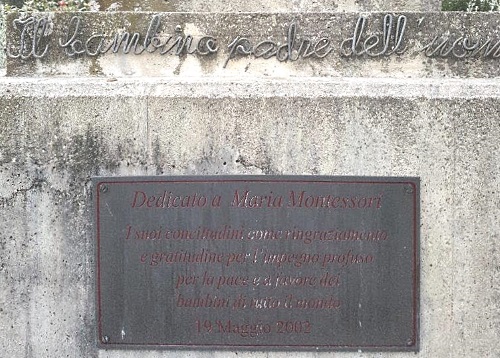 Il bambino padre dell'uom
Dedicato a Maria Montessori
I suoi concittadini come ringraziamento
e gratitudine per l'impegno profuso
per la pace e a favore dei
bambini di tutto il mondo
19 Maggio 2002